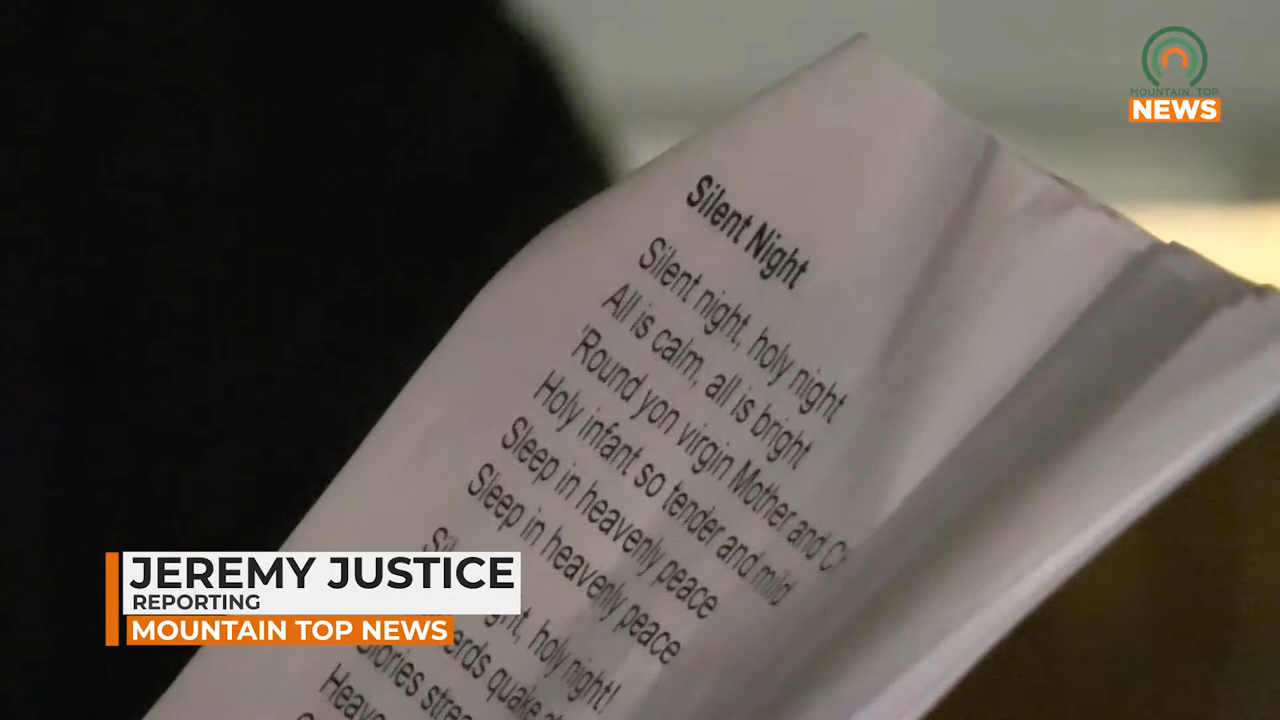 MOUNTAIN TOP
NEWS
Silent Night
Silent night, holy night
All is calm, all is bright
'Round yon virgin Mother and
Holy infant so tender and mild
Sleep in heavenly peace
Sleep in heavenly peace
holy night!
quake
JEREMY JUSTICE
REPORTING
MOUNTAIN TOP NEWS